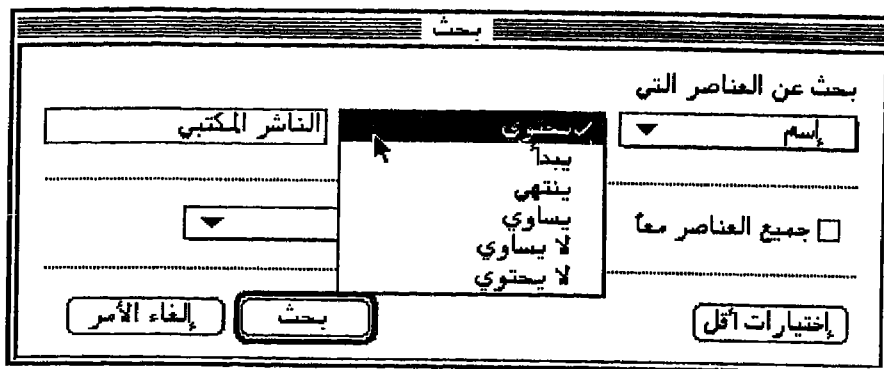 بحث
بحث عن العناصر التي
إسم
✓يحتوي
الناشر المكتبي
يبدأ
ينتهي
يساوي
لا يساوي
لا يحتوي
جميع العناصر معاً
إختيارات أقل
بحث
إلغاء الأمر